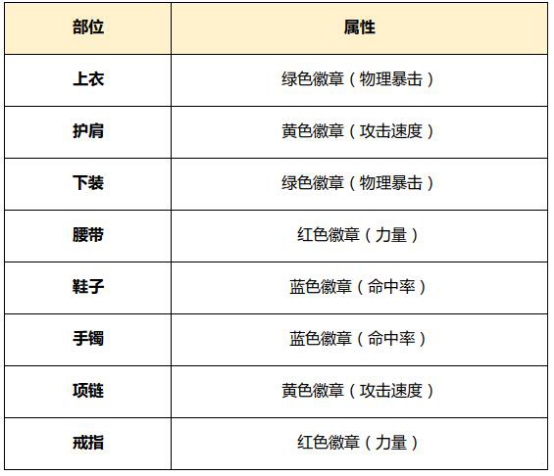 部位 属性
上衣 绿色徽章（物理暴击）
护肩 黄色徽章（攻击速度）
下装 绿色徽章（物理暴击）
腰带 红色徽章（力量）
鞋子 蓝色徽章（命中率）
手镯 蓝色徽章（命中率）
项链 黄色徽章（攻击速度）
戒指 红色徽章（力量）